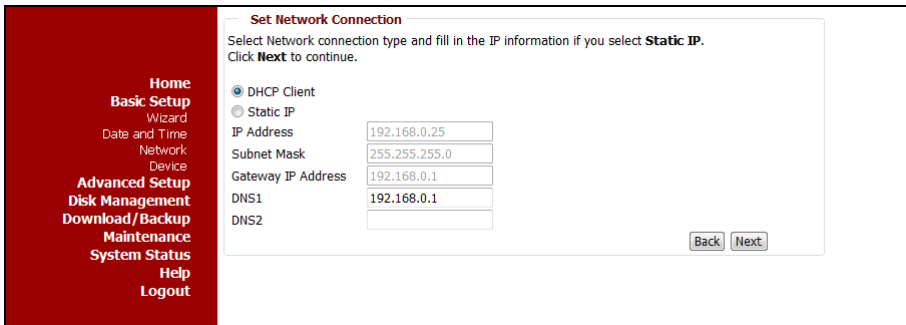 Home
Basic Setup
Wizard
Date and Time
Network
Device
Advanced Setup
Disk Management
Download/Backup
Maintenance
System Status
Help
Logout
Set Network Connection
Select Network connection type and fill in the IP information if you select Static IP.
Click Next to continue.
DHCP Client
Static IP
IP Address 192.168.0.25
Subnet Mask 255.255.255.0
Gateway IP Address 192.168.0.1
DNS1 192.168.0.1
DNS2
Back Next